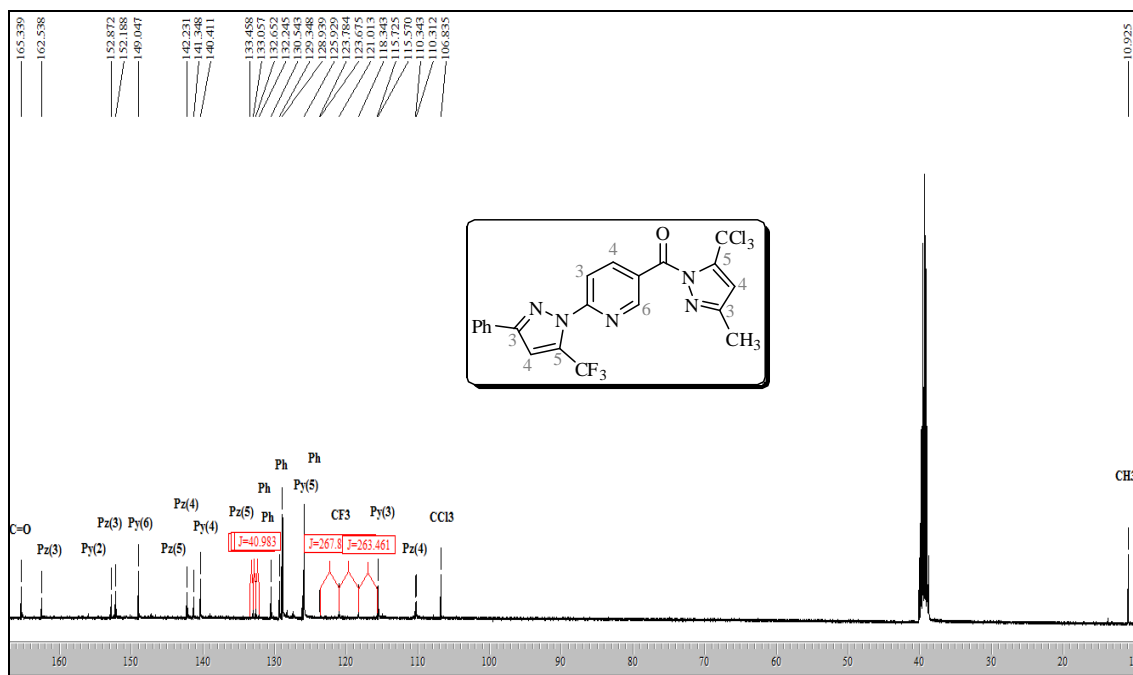 165.339
162.538
152.872
152.188
149.047
142.231
141.348
140.411
133.458
133.057
132.652
132.245
130.543
129.348
128.939
125.929
123.784
123.675
121.013
118.343
115.725
115.570
110.343
110.312
106.835
10.925
O
CCl3
4
5
3
N
4
N
N
6
N
3
Ph
N
CH3
3
5
4
CF3
Ph
Ph
Ph
Py(5)
CH3
Pz(4)
Pz(5)
CF3
Py(3)
Pz(3)
Py(6)
Py(4)
Ph
CCl3
C=O
J=40.983
J=267.8
J=263.461
Pz(3)
Py(2)
Pz(5)
Pz(4)
160 150 140 130 120 110 100 90 80 70 60 50 40 30 20